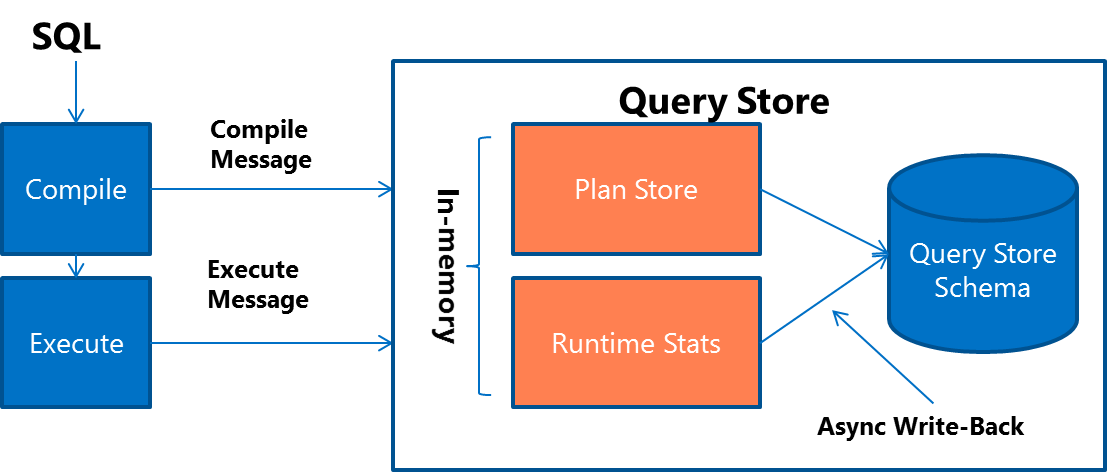 SQL
Query Store
Compile
Message
Compile
Plan Store
In-memory
Query Store
Schema
Execute
Message
Execute
Runtime Stats
Async Write-Back